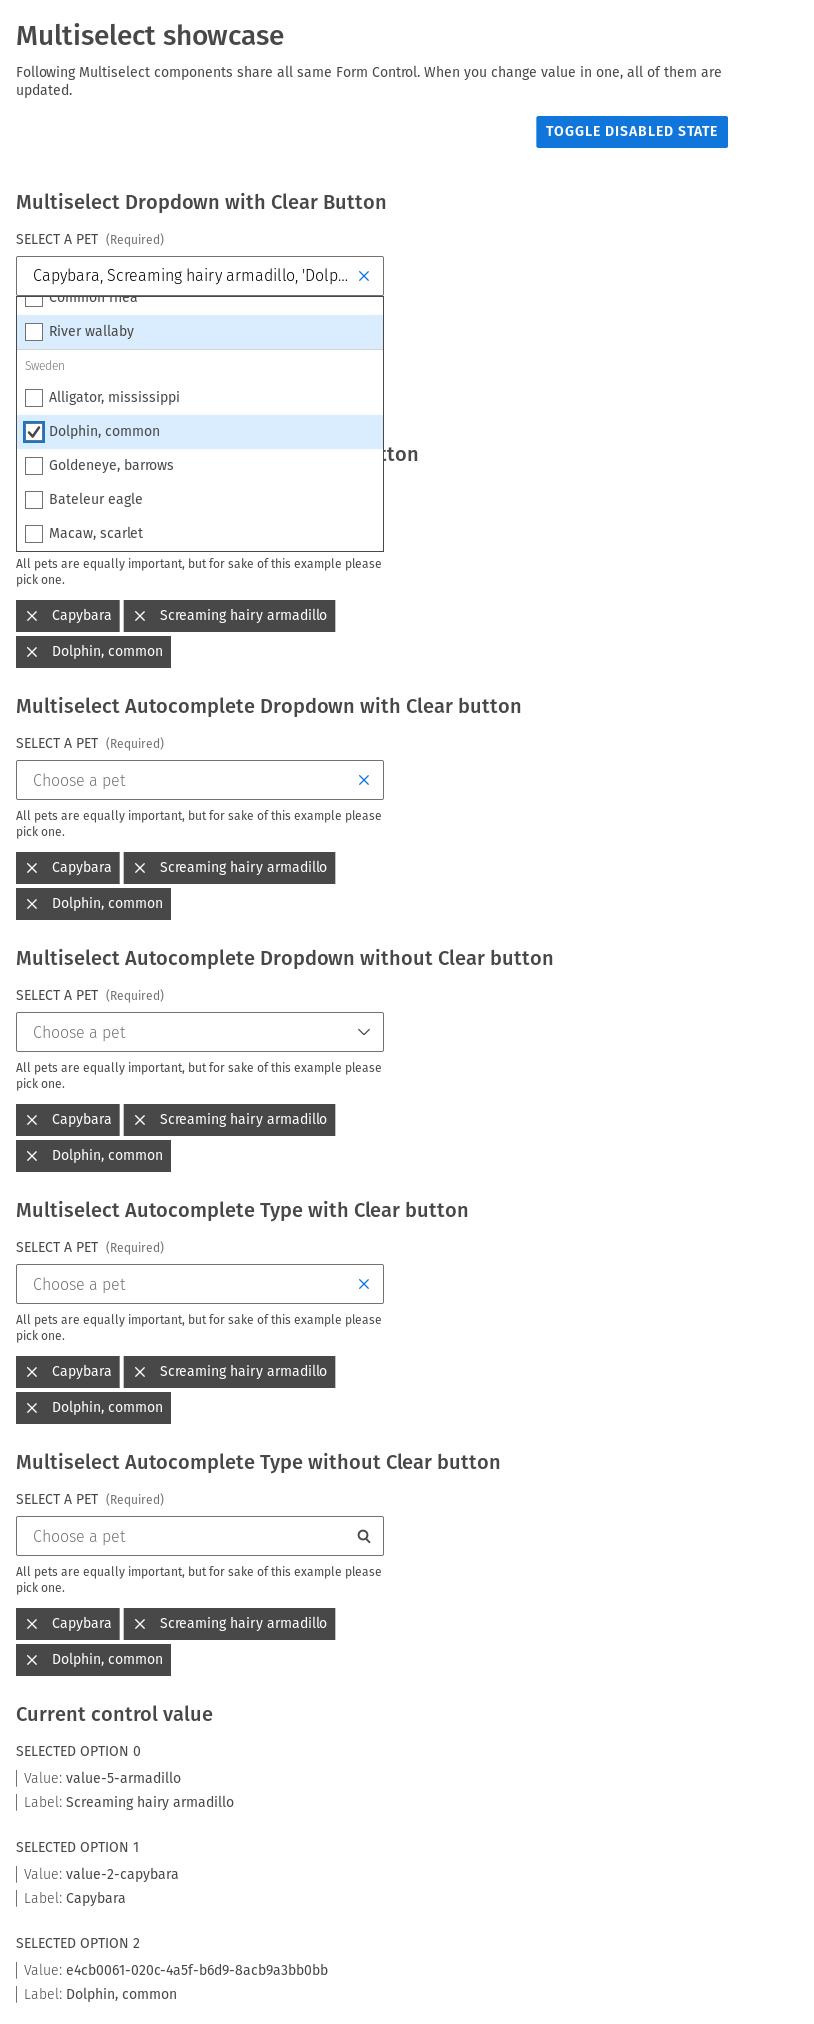 Multiselect showcase
Following Multiselect components share all same Form Control. When you change value in one, all of them are
updated.
TOGGLE DISABLED STATE
Multiselect Dropdown with Clear Button
SELECT A PET (Required)
Capybara, Screaming hairy armadillo, 'Dolp...
Common rhea
River wallaby
Sweden
Alligator, mississippi
Dolphin, common
tton
Goldeneye, barrows
Bateleur eagle
Macaw, scarlet
All pets are equally important, but for sake of this example please
pick one.
Capybara Screaming hairy armadillo
Dolphin, common
Multiselect Autocomplete Dropdown with Clear button
SELECT A PET (Required)
Choose a pet
All pets are equally important, but for sake of this example please
pick one.
Capybara Screaming hairy armadillo
Dolphin, common
Multiselect Autocomplete Dropdown without Clear button
SELECT A PET (Required)
Choose a pet
All pets are equally important, but for sake of this example please
pick one.
Capybara Screaming hairy armadillo
Dolphin, common
Multiselect Autocomplete Type with Clear button
SELECT A PET (Required)
Choose a pet
All pets are equally important, but for sake of this example please
pick one.
Capybara Screaming hairy armadillo
Dolphin, common
Multiselect Autocomplete Type without Clear button
SELECT A PET (Required)
Choose a pet
All pets are equally important, but for sake of this example please
pick one.
Capybara Screaming hairy armadillo
Dolphin, common
Current control value
SELECTED OPTION 0
Value: value-5-armadillo
Label: Screaming hairy armadillo
SELECTED OPTION 1
Value: value-2-capybara
Label: Capybara
SELECTED OPTION 2
Value: e4cb0061-020c-4a5f-b6d9-8acb9a3bb0bb
Label: Dolphin, common